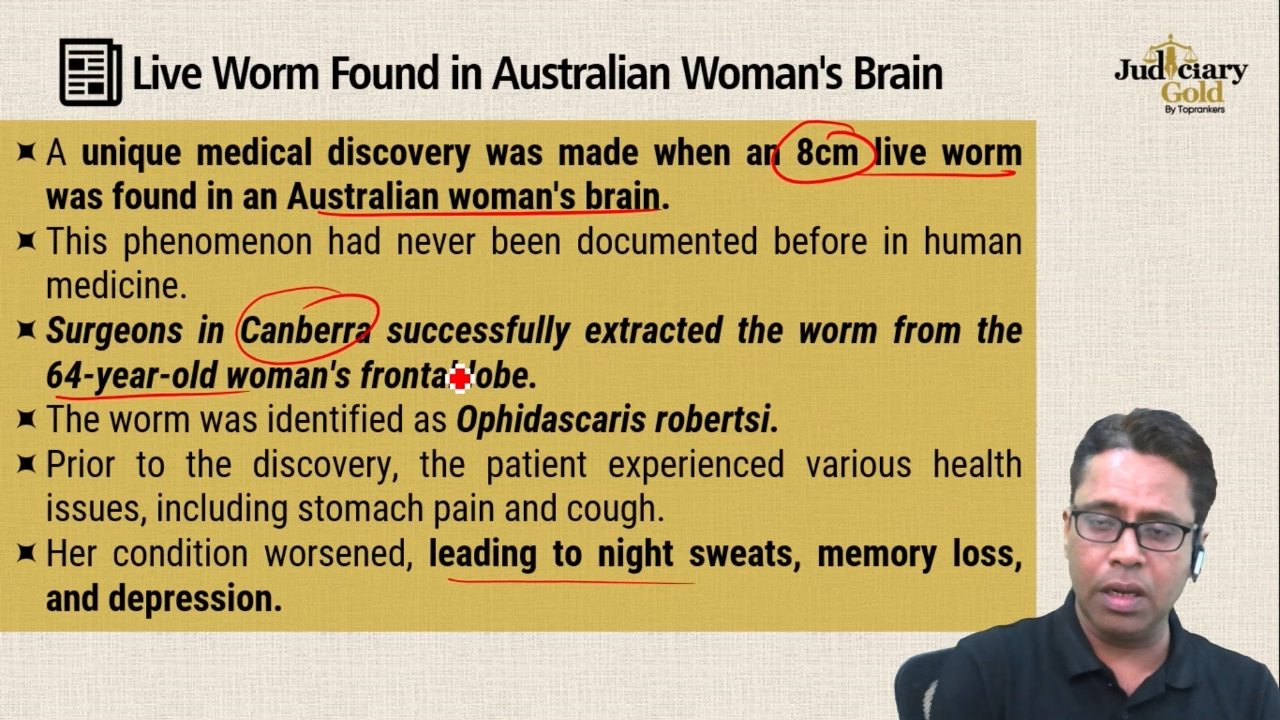 Live Worm Found in Australian Woman's Brain
Judiciary
Gold
By Toprankers
A unique medical discovery was made when an 8cm live worm
was found in an Australian woman's brain.
This phenomenon had never been documented before in human
medicine.
Surgeons in Canberra successfully extracted the worm from the
64-year-old woman's frontal lobe.
The worm was identified as Ophidascaris robertsi.
Prior to the discovery, the patient experienced various health
issues, including stomach pain and cough.
Her condition worsened, leading to night sweats, memory loss,
and depression.